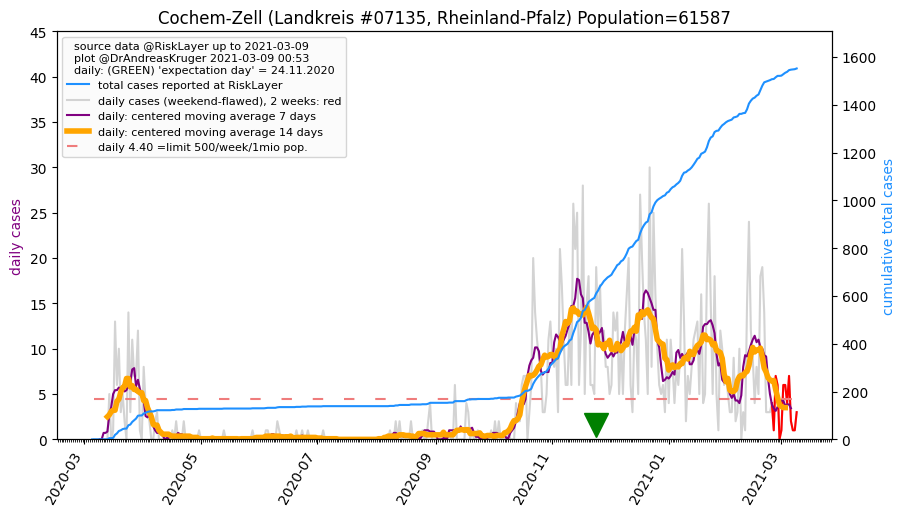 Cochem-Zell (Landkreis #07135, Rheinland-Pfalz) Population=61587
source data @RiskLayer up to 2021-03-09
plot @DrAndreasKruger 2021-03-09 00:53
daily: (GREEN) 'expectation day' = 24.11.2020
total cases reported at RiskLayer
daily cases (weekend-flawed), 2 weeks: red
daily: centered moving average 7 days
daily: centered moving average 14 days
daily 4.40 =limit 500/week/1mio pop.
daily cases
45
40
35
30
25
20
15
10
5
0
1600
1400
1200
1000
800
600
400
200
0
cumulative total cases
2020-03
2020-05
2020-07
2020-09
2020-11
2021-01
2021-03